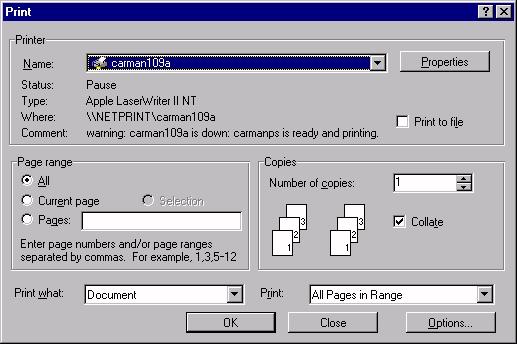 Print
Printer
Name: carman109a Properties
Status: Pause
Type: Apple LaserWriter II NT
Where: \\NETPRINT\carman109a
Comment: warning: carman109a is down: carmanps is ready and printing.
Print to file
Page range
All
Current page Selection
Pages:
Enter page numbers and/or page ranges
separated by commas. For example, 1,3,5-12
Copies
Number of copies: 1
1 2 3 1 2 3
Collate
Print what: Document Print: All Pages in Range
OK Close Options...